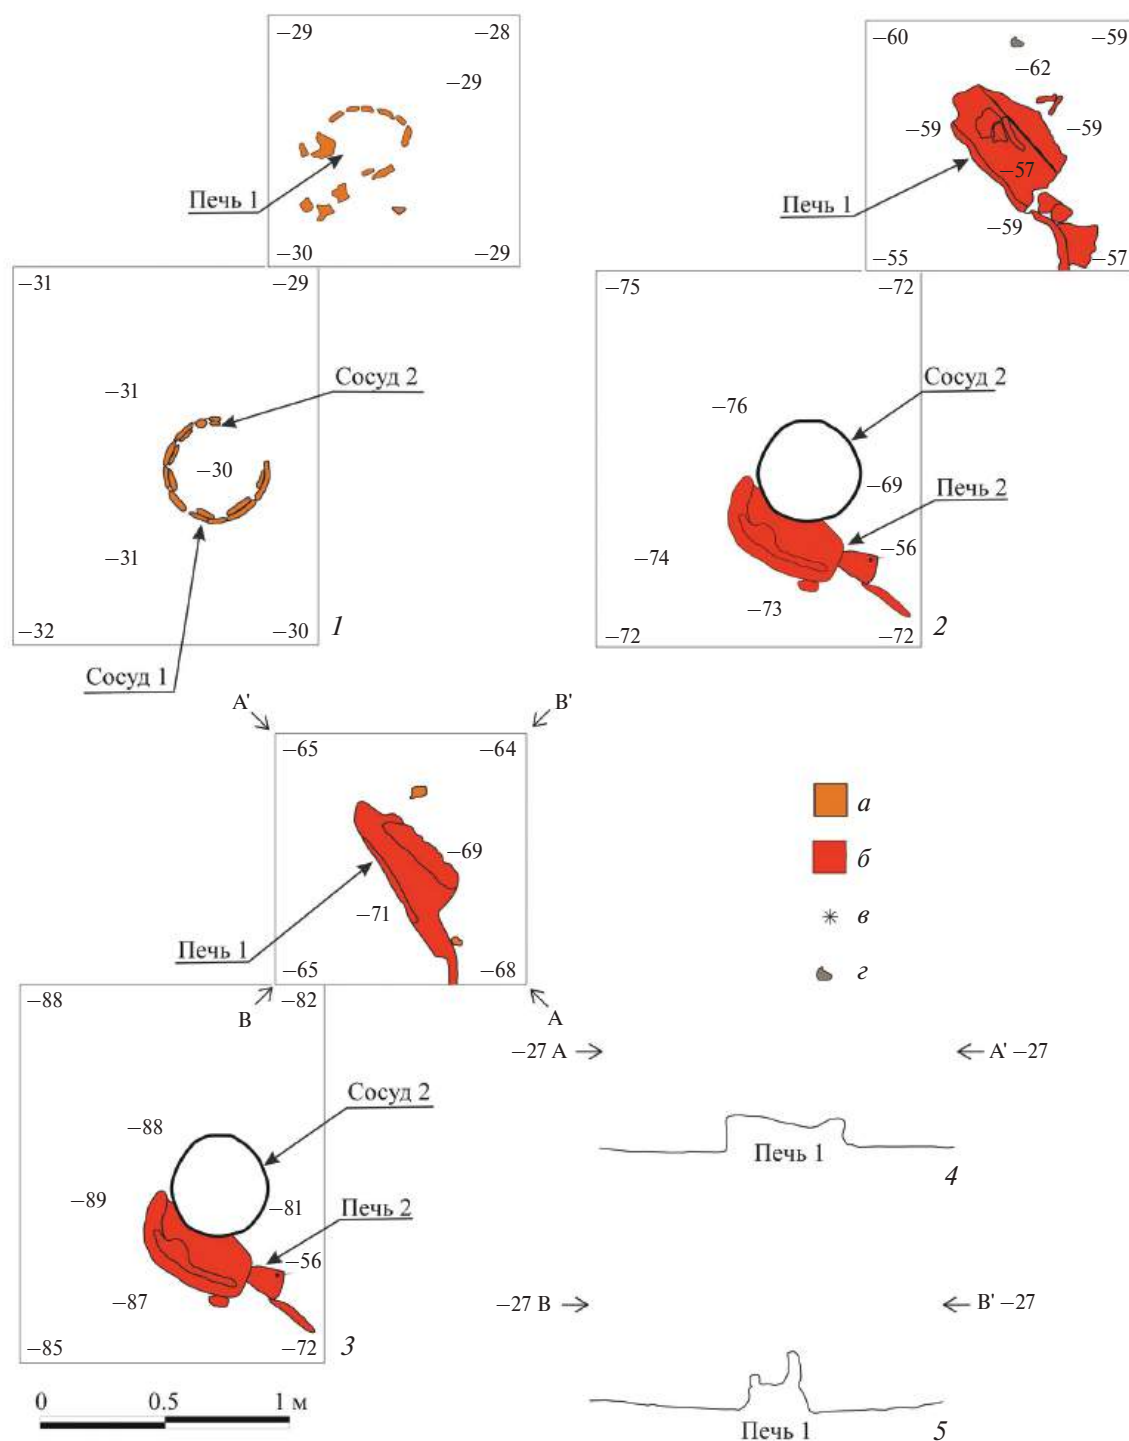 −29 −28
−29
Печь 1
−30 −29
−31 −29
Сосуд 2
−31
−30
−31
−32 −30
1
Сосуд 1
−60 −59
−62
−59 −59
−57
Печь 1
−59
−55 −57
−75 −72
Сосуд 2
−76
−69
Печь 2
−56
−74
−73
−72 −72
2
A' B'
−65 −64
−69
−71
Печь 1
−65 −68
B A
−88 −82
Сосуд 2
−88
−89
−81
Печь 2
−56
−87
−85 −72
3
0 0.5 1 м
а
б
в
г
−27 A A' −27
Печь 1
4
−27 B B' −27
Печь 1
5